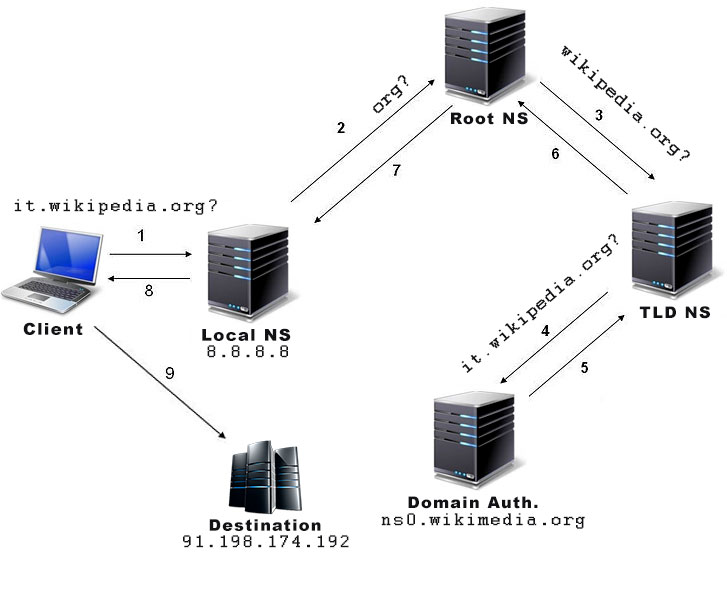 Root NS
org?
wikipedia.org?
2
3
7
6
it.wikipedia.org?
1
8
Client
Local NS
8.8.8.8
TLD NS
it.wikipedia.org?
4
5
9
Domain Auth.
ns0.wikimedia.org
Destination
91.198.174.192